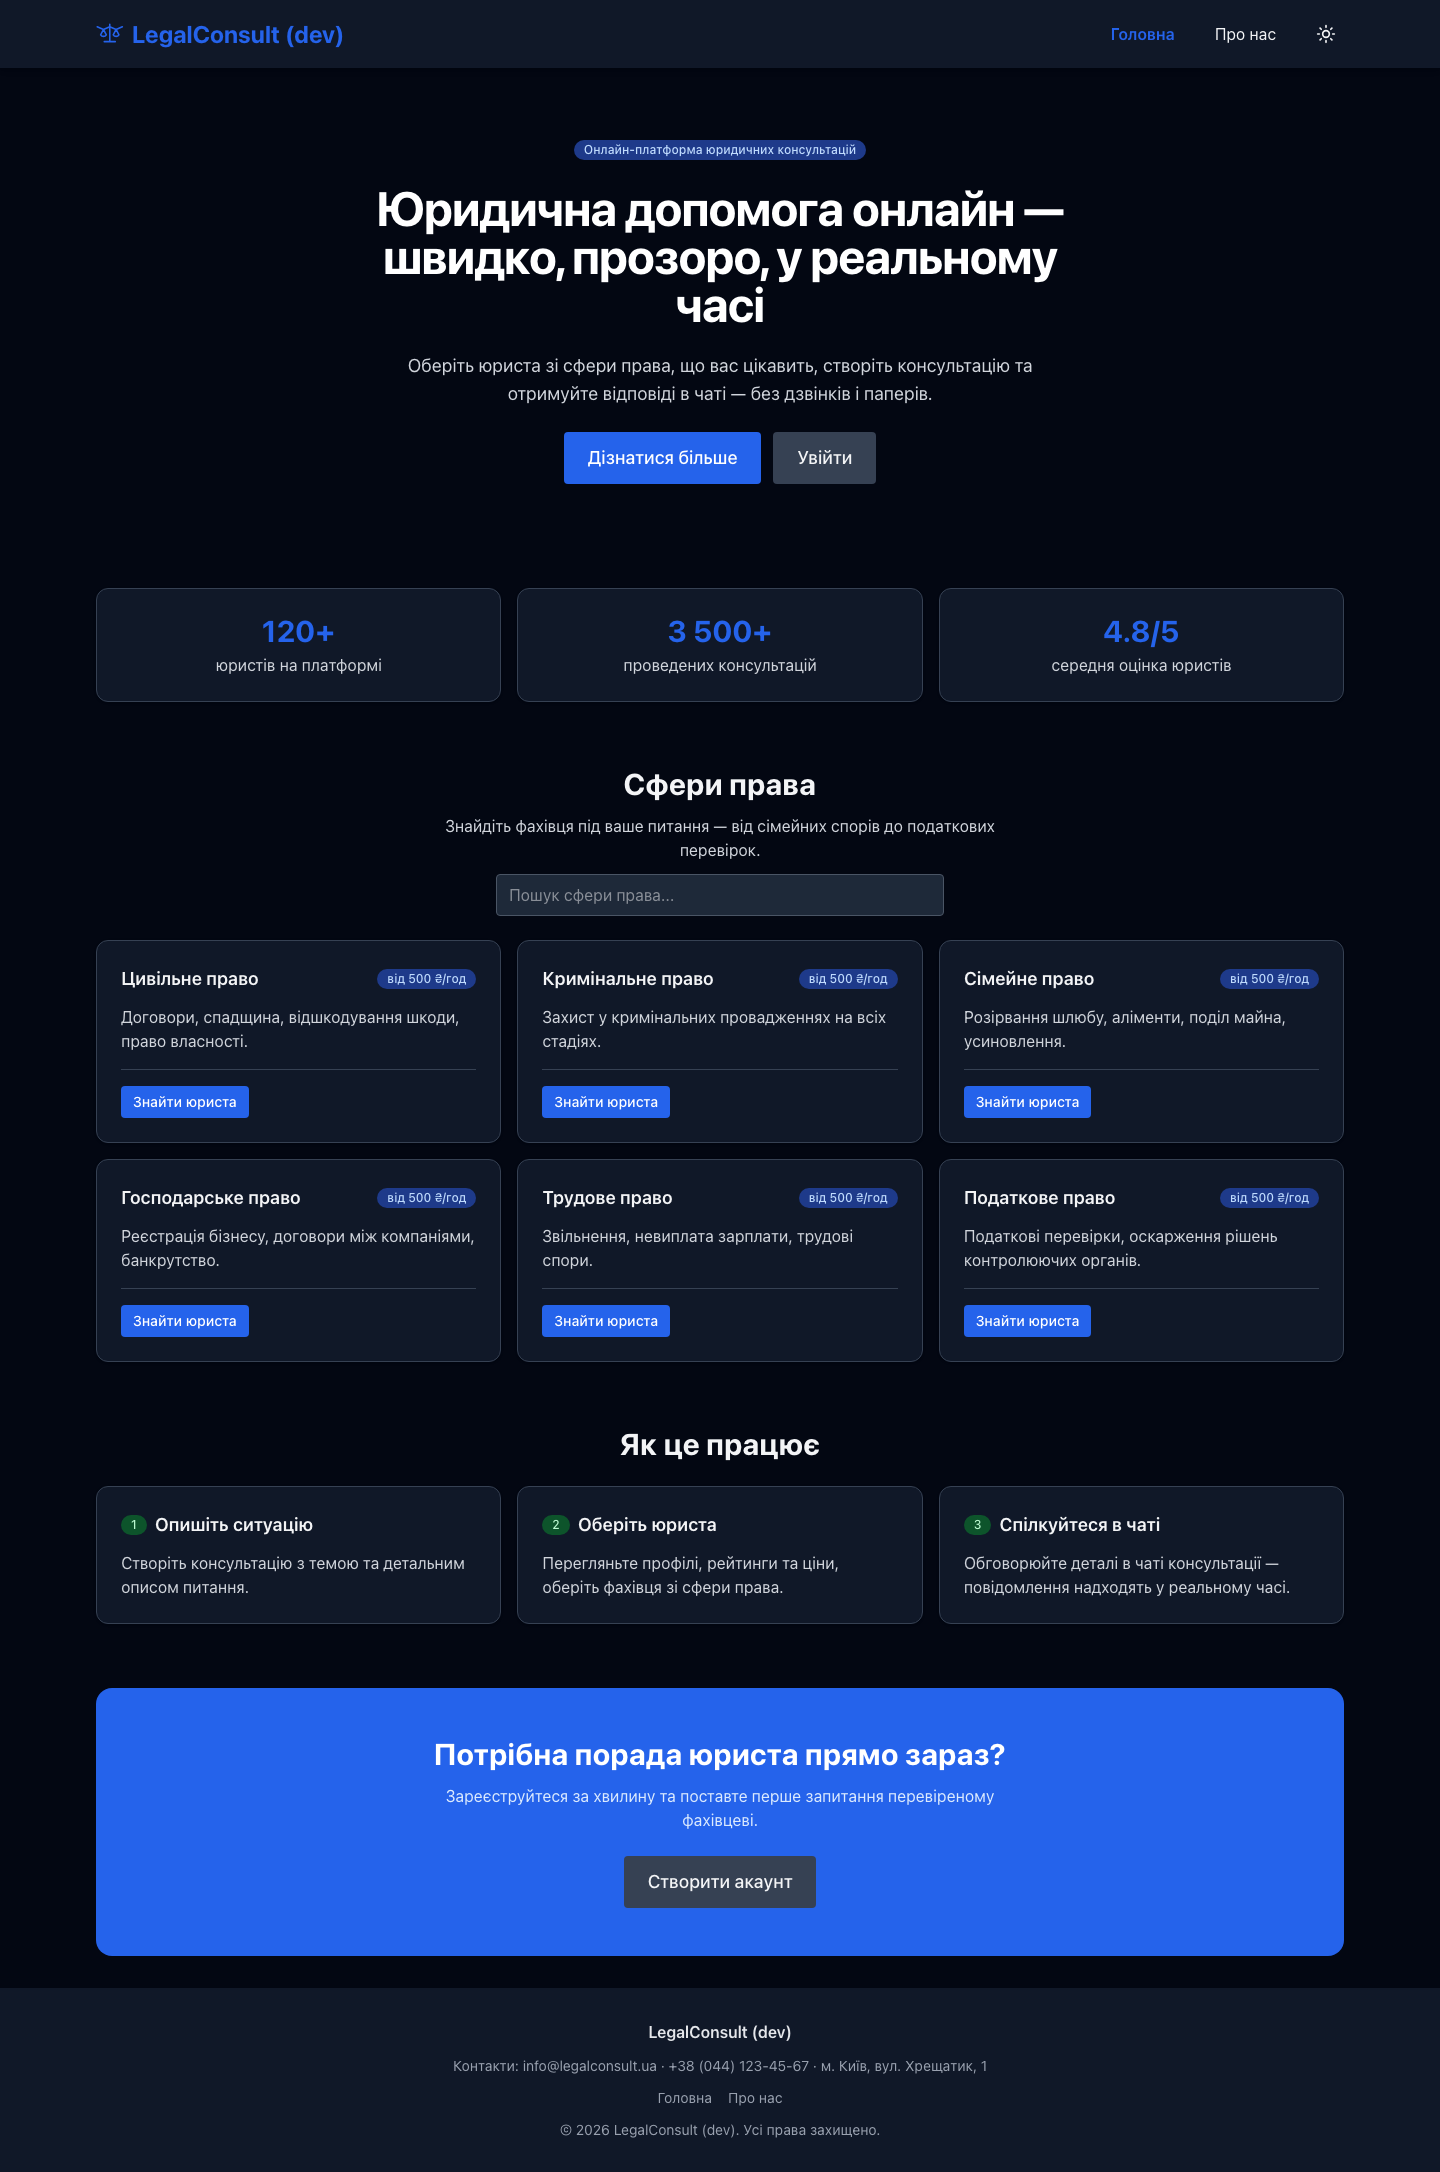 LegalConsult (dev)
Головна
Про нас
Онлайн-платформа юридичних консультацій
Юридична допомога онлайн —
швидко, прозоро, у реальному
часі
Оберіть юриста зі сфери права, що вас цікавить, створіть консультацію та
отримуйте відповіді в чаті — без дзвінків і паперів.
Дізнатися більше
Увійти
120+
юристів на платформі
3 500+
проведених консультацій
4.8/5
середня оцінка юристів
Сфери права
Знайдіть фахівця під ваше питання — від сімейних спорів до податкових
перевірок.
Пошук сфери права...
Цивільне право
від 500 ₴/год
Договори, спадщина, відшкодування шкоди,
право власності.
Знайти юриста
Кримінальне право
від 500 ₴/год
Захист у кримінальних провадженнях на всіх
стадіях.
Знайти юриста
Сімейне право
від 500 ₴/год
Розірвання шлюбу, аліменти, поділ майна,
усиновлення.
Знайти юриста
Господарське право
від 500 ₴/год
Реєстрація бізнесу, договори між компаніями,
банкрутство.
Знайти юриста
Трудове право
від 500 ₴/год
Звільнення, невиплата зарплати, трудові
спори.
Знайти юриста
Податкове право
від 500 ₴/год
Податкові перевірки, оскарження рішень
контролюючих органів.
Знайти юриста
Як це працює
1 Опишіть ситуацію
Створіть консультацію з темою та детальним
описом питання.
2 Оберіть юриста
Перегляньте профілі, рейтинги та ціни,
оберіть фахівця зі сфери права.
3 Спілкуйтеся в чаті
Обговорюйте деталі в чаті консультації —
повідомлення надходять у реальному часі.
Потрібна порада юриста прямо зараз?
Зареєструйтеся за хвилину та поставте перше запитання перевіреному
фахівцеві.
Створити акаунт
LegalConsult (dev)
Контакти: info@legalconsult.ua · +38 (044) 123-45-67 · м. Київ, вул. Хрещатик, 1
Головна Про нас
© 2026 LegalConsult (dev). Усі права захищено.